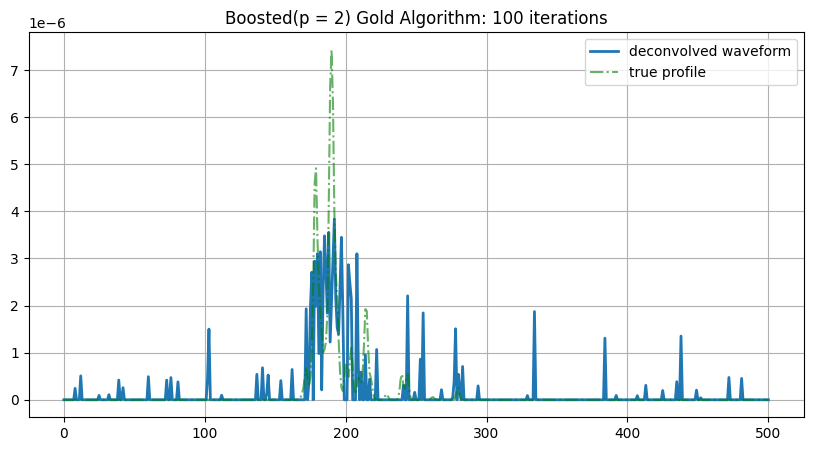 Boosted(p = 2) Gold Algorithm: 100 iterations
1e−6
deconvolved waveform
true profile
7
6
5
4
3
2
1
0
0 100 200 300 400 500